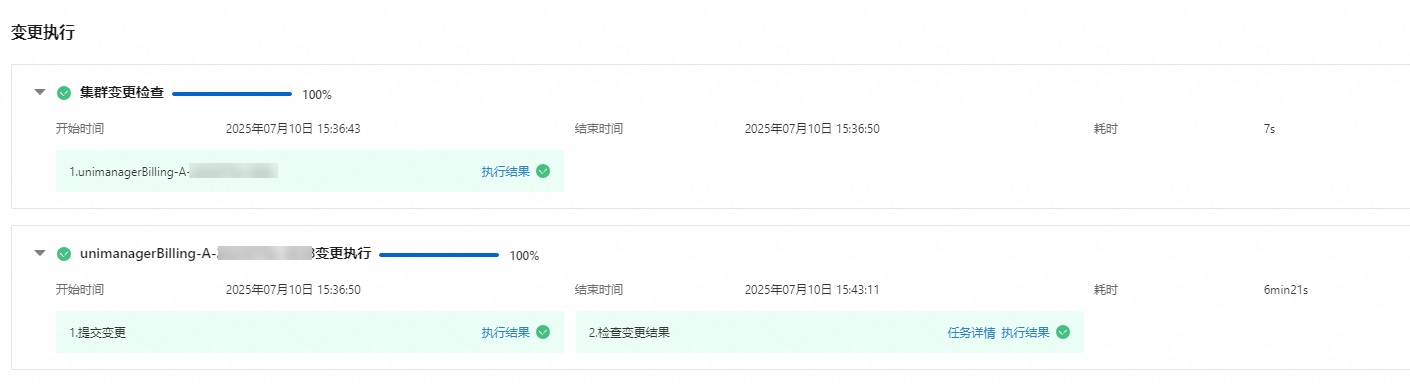 变更执行
集群变更检查 100%
开始时间 2025年07月10日 15:36:43 结束时间 2025年07月10日 15:36:50 耗时 7s
1.unimanagerBilling-A- 执行结果
unimanagerBilling-A- 变更执行 100%
开始时间 2025年07月10日 15:36:50 结束时间 2025年07月10日 15:43:11 耗时 6min21s
1.提交变更 执行结果 2.检查变更结果 任务详情 执行结果